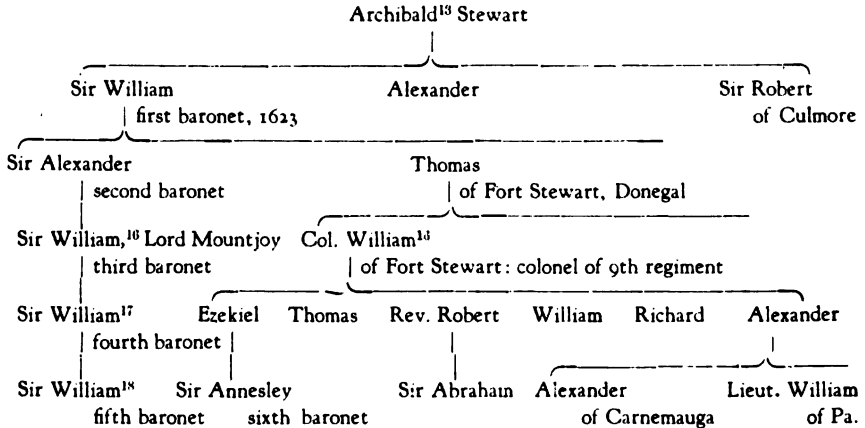 Archibald¹³ Stewart
Sir William Alexander Sir Robert
first baronet, 1623 of Culmore
Sir Alexander Thomas
second baronet of Fort Stewart, Donegal
Sir William,¹⁶ Lord Mountjoy Col. William¹⁶
third baronet of Fort Stewart: colonel of 9th regiment
Sir William¹⁷ Ezekiel Thomas Rev. Robert William Richard Alexander
fourth baronet
Sir William¹⁸ Sir Annesley Sir Abraham Alexander Lieut. William
fifth baronet sixth baronet of Carnemauga of Pa.